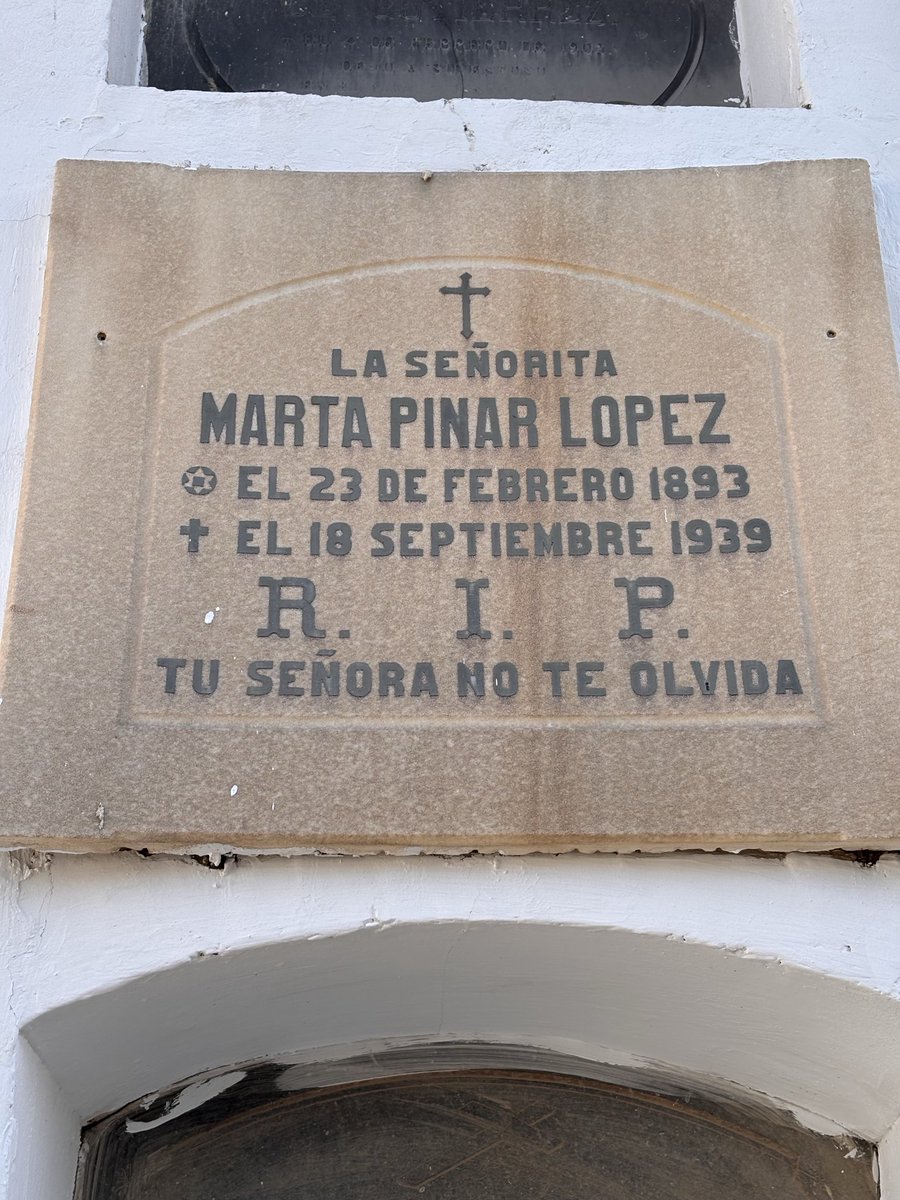 LA SEÑORITA
MARTA PINAR LOPEZ
EL 23 DE FEBRERO 1893
EL 18 SEPTIEMBRE 1939
R. I. P.
TU SEÑORA NO TE OLVIDA